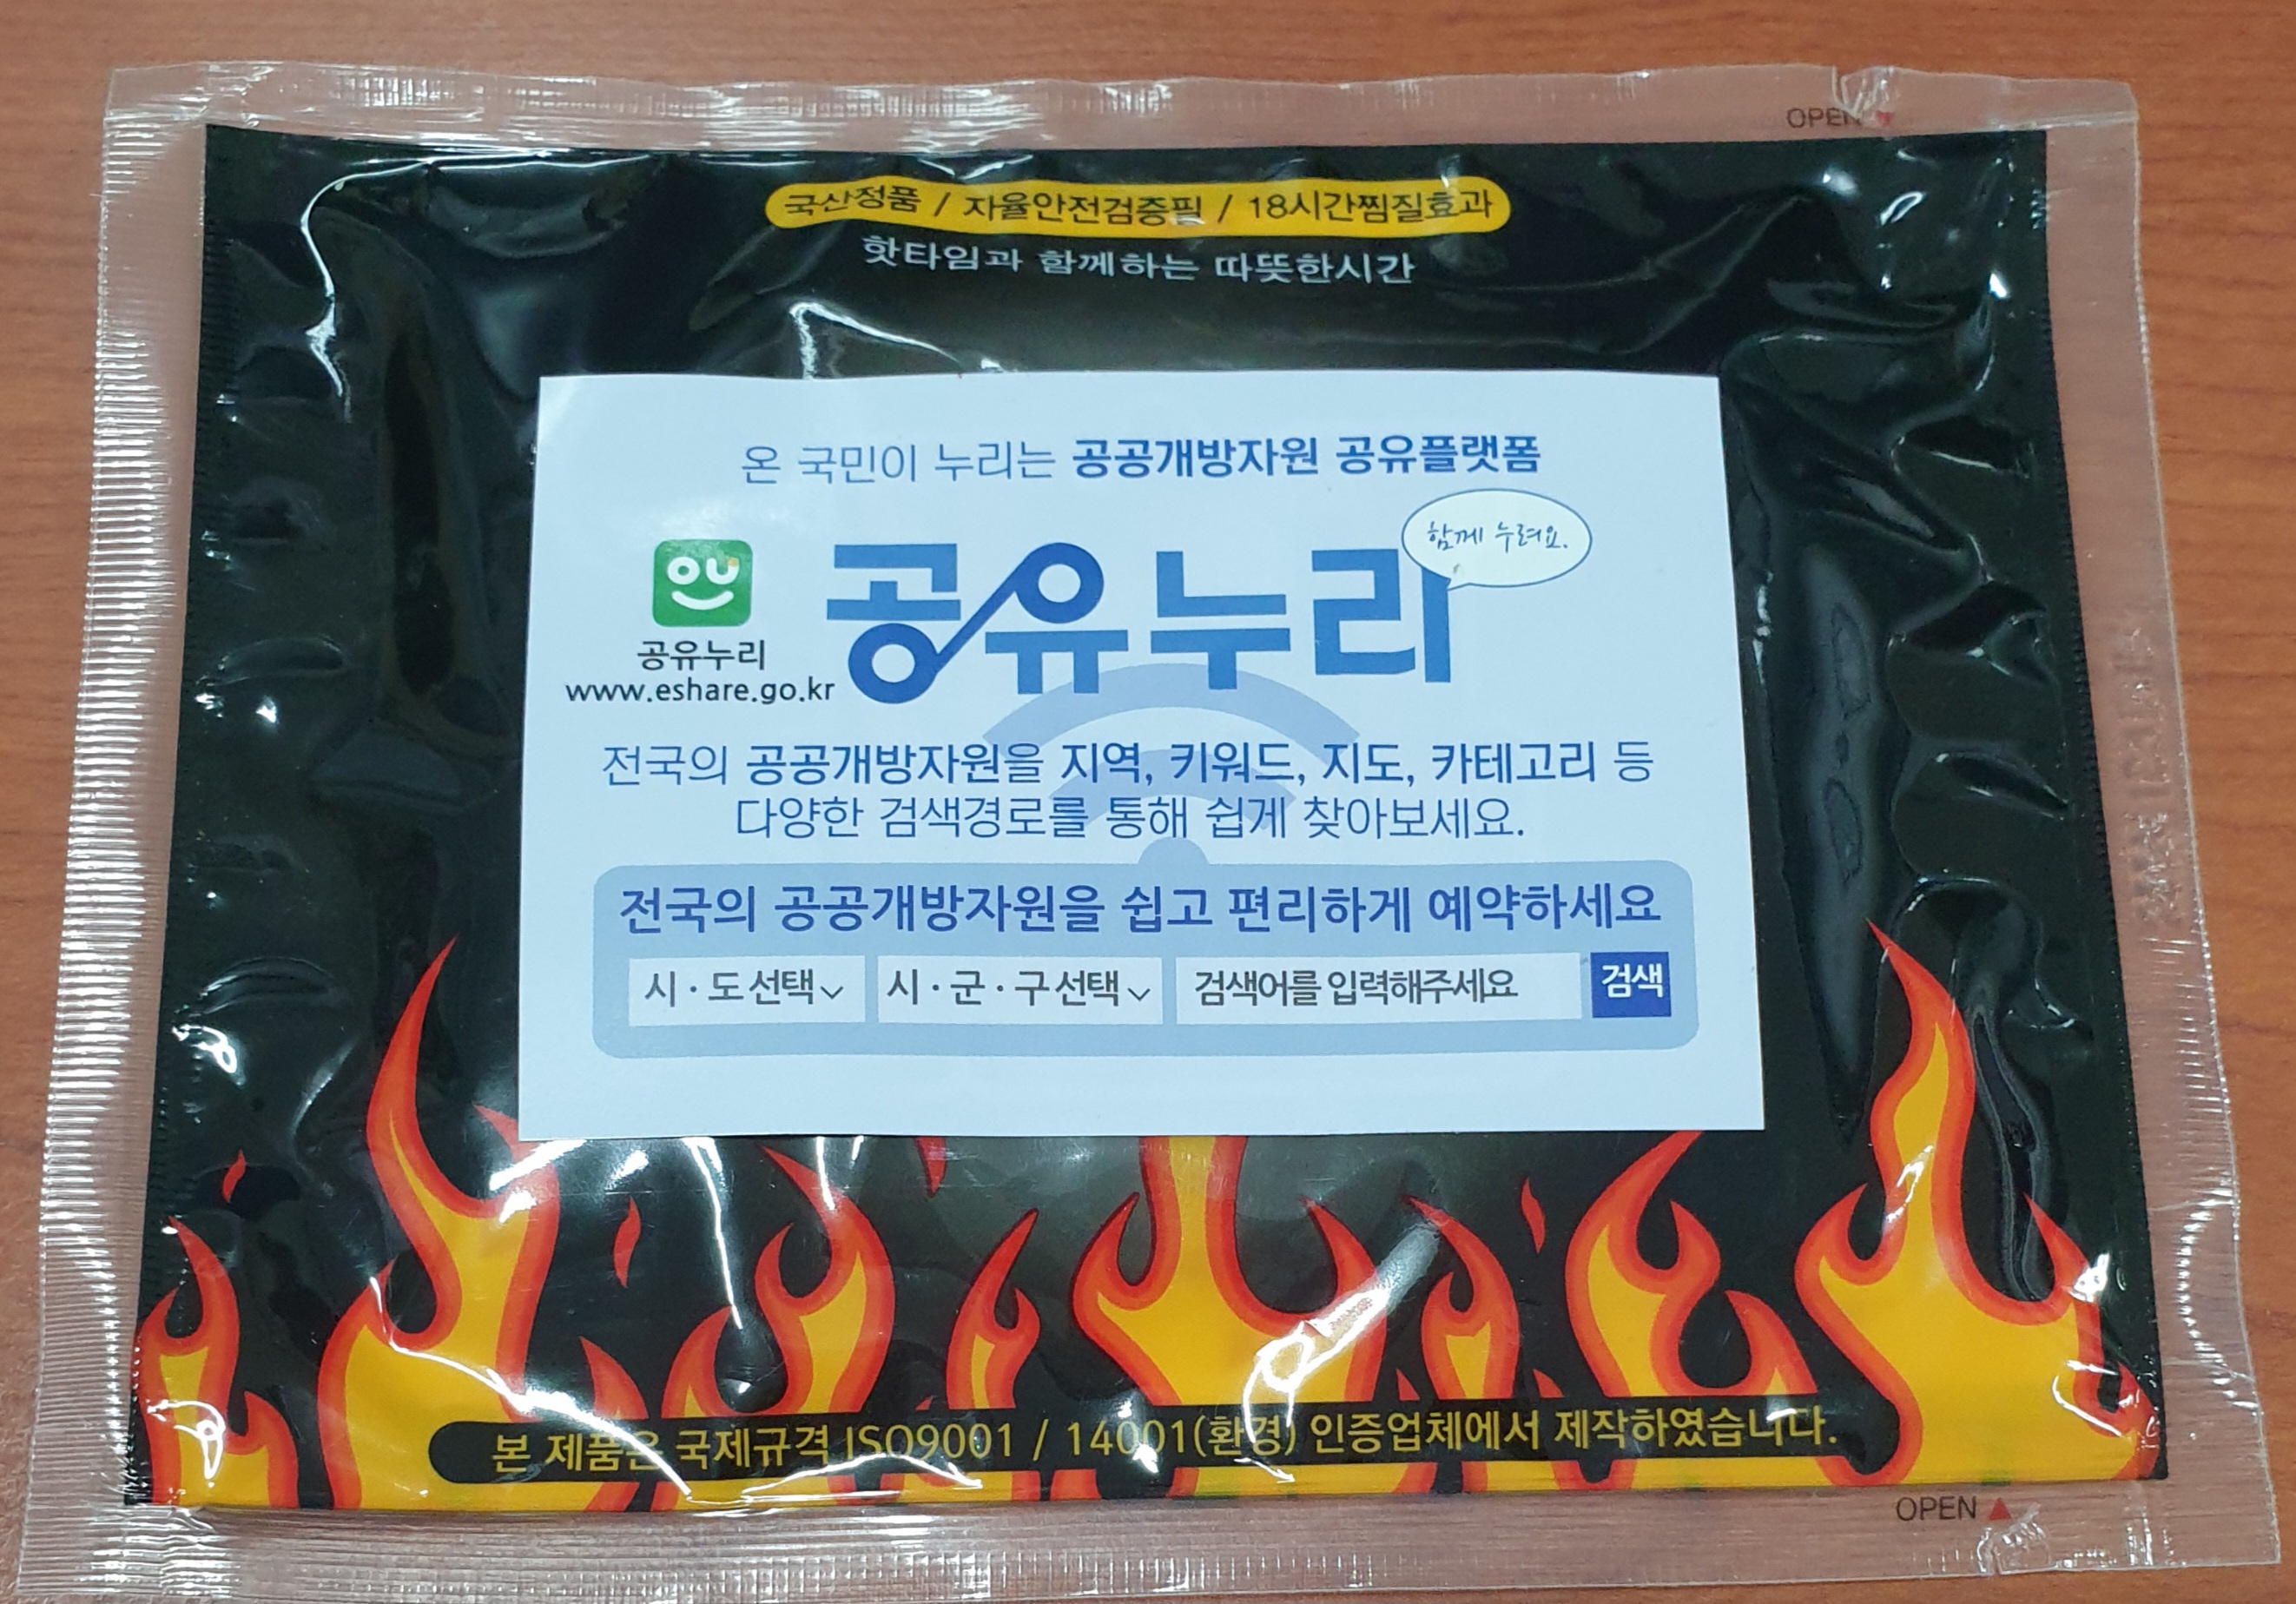 OPEN
국산정품 / 자율안전검증필 / 18시간찜질효과
핫타임과 함께하는 따뜻한시간
온 국민이 누리는 공공개방자원 공유플랫폼
함께 누려요.
공유누리
공유누리
www.eshare.go.kr
전국의 공공개방자원을 지역, 키워드, 지도, 카테고리 등
다양한 검색경로를 통해 쉽게 찾아보세요.
전국의 공공개방자원을 쉽고 편리하게 예약하세요
시·도 선택 시·군·구 선택 검색어를 입력해주세요 검색
본 제품은 국제규격 ISO9001 / 14001(환경) 인증업체에서 제작하였습니다.
OPEN